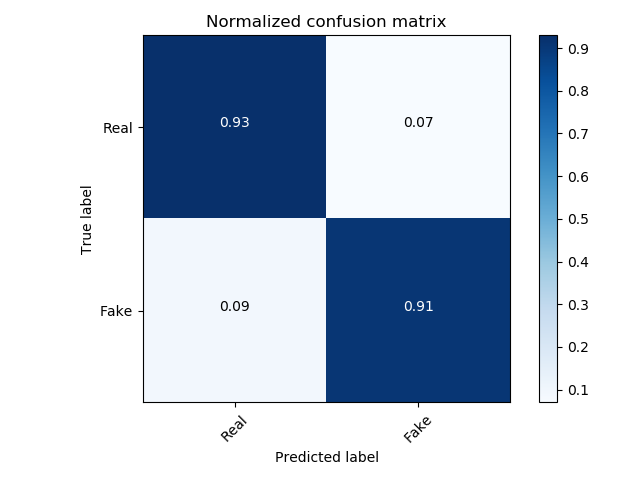 Normalized confusion matrix
True label
Real
0.93
0.07
Fake
0.09
0.91
Real
Fake
Predicted label
0.9
0.8
0.7
0.6
0.5
0.4
0.3
0.2
0.1